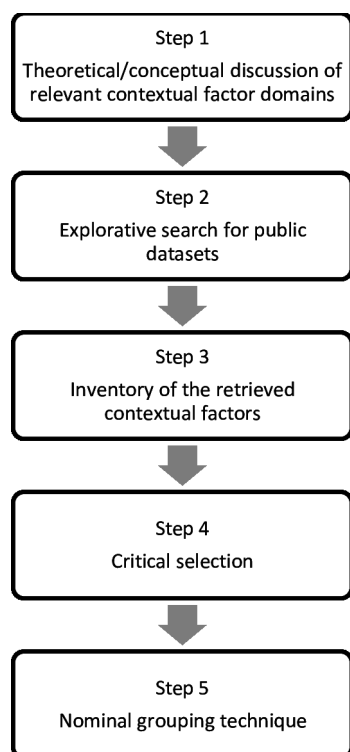 Step 1
Theoretical/conceptual discussion of
relevant contextual factor domains
Step 2
Explorative search for public
datasets
Step 3
Inventory of the retrieved
contextual factors
Step 4
Critical selection
Step 5
Nominal grouping technique